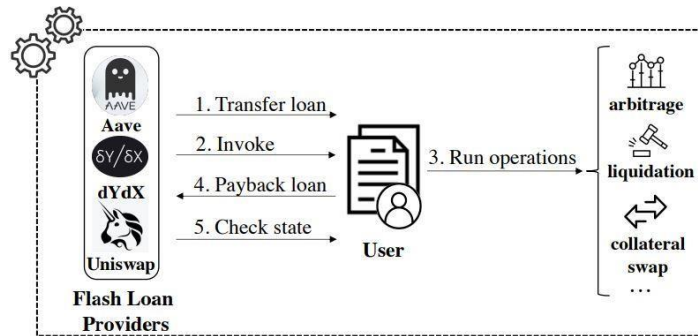 AAVE
Aave
δY/δX
dYdX
Uniswap
Flash Loan
Providers
1. Transfer loan
2. Invoke
4. Payback loan
5. Check state
User
3. Run operations
arbitrage
liquidation
collateral
swap
...